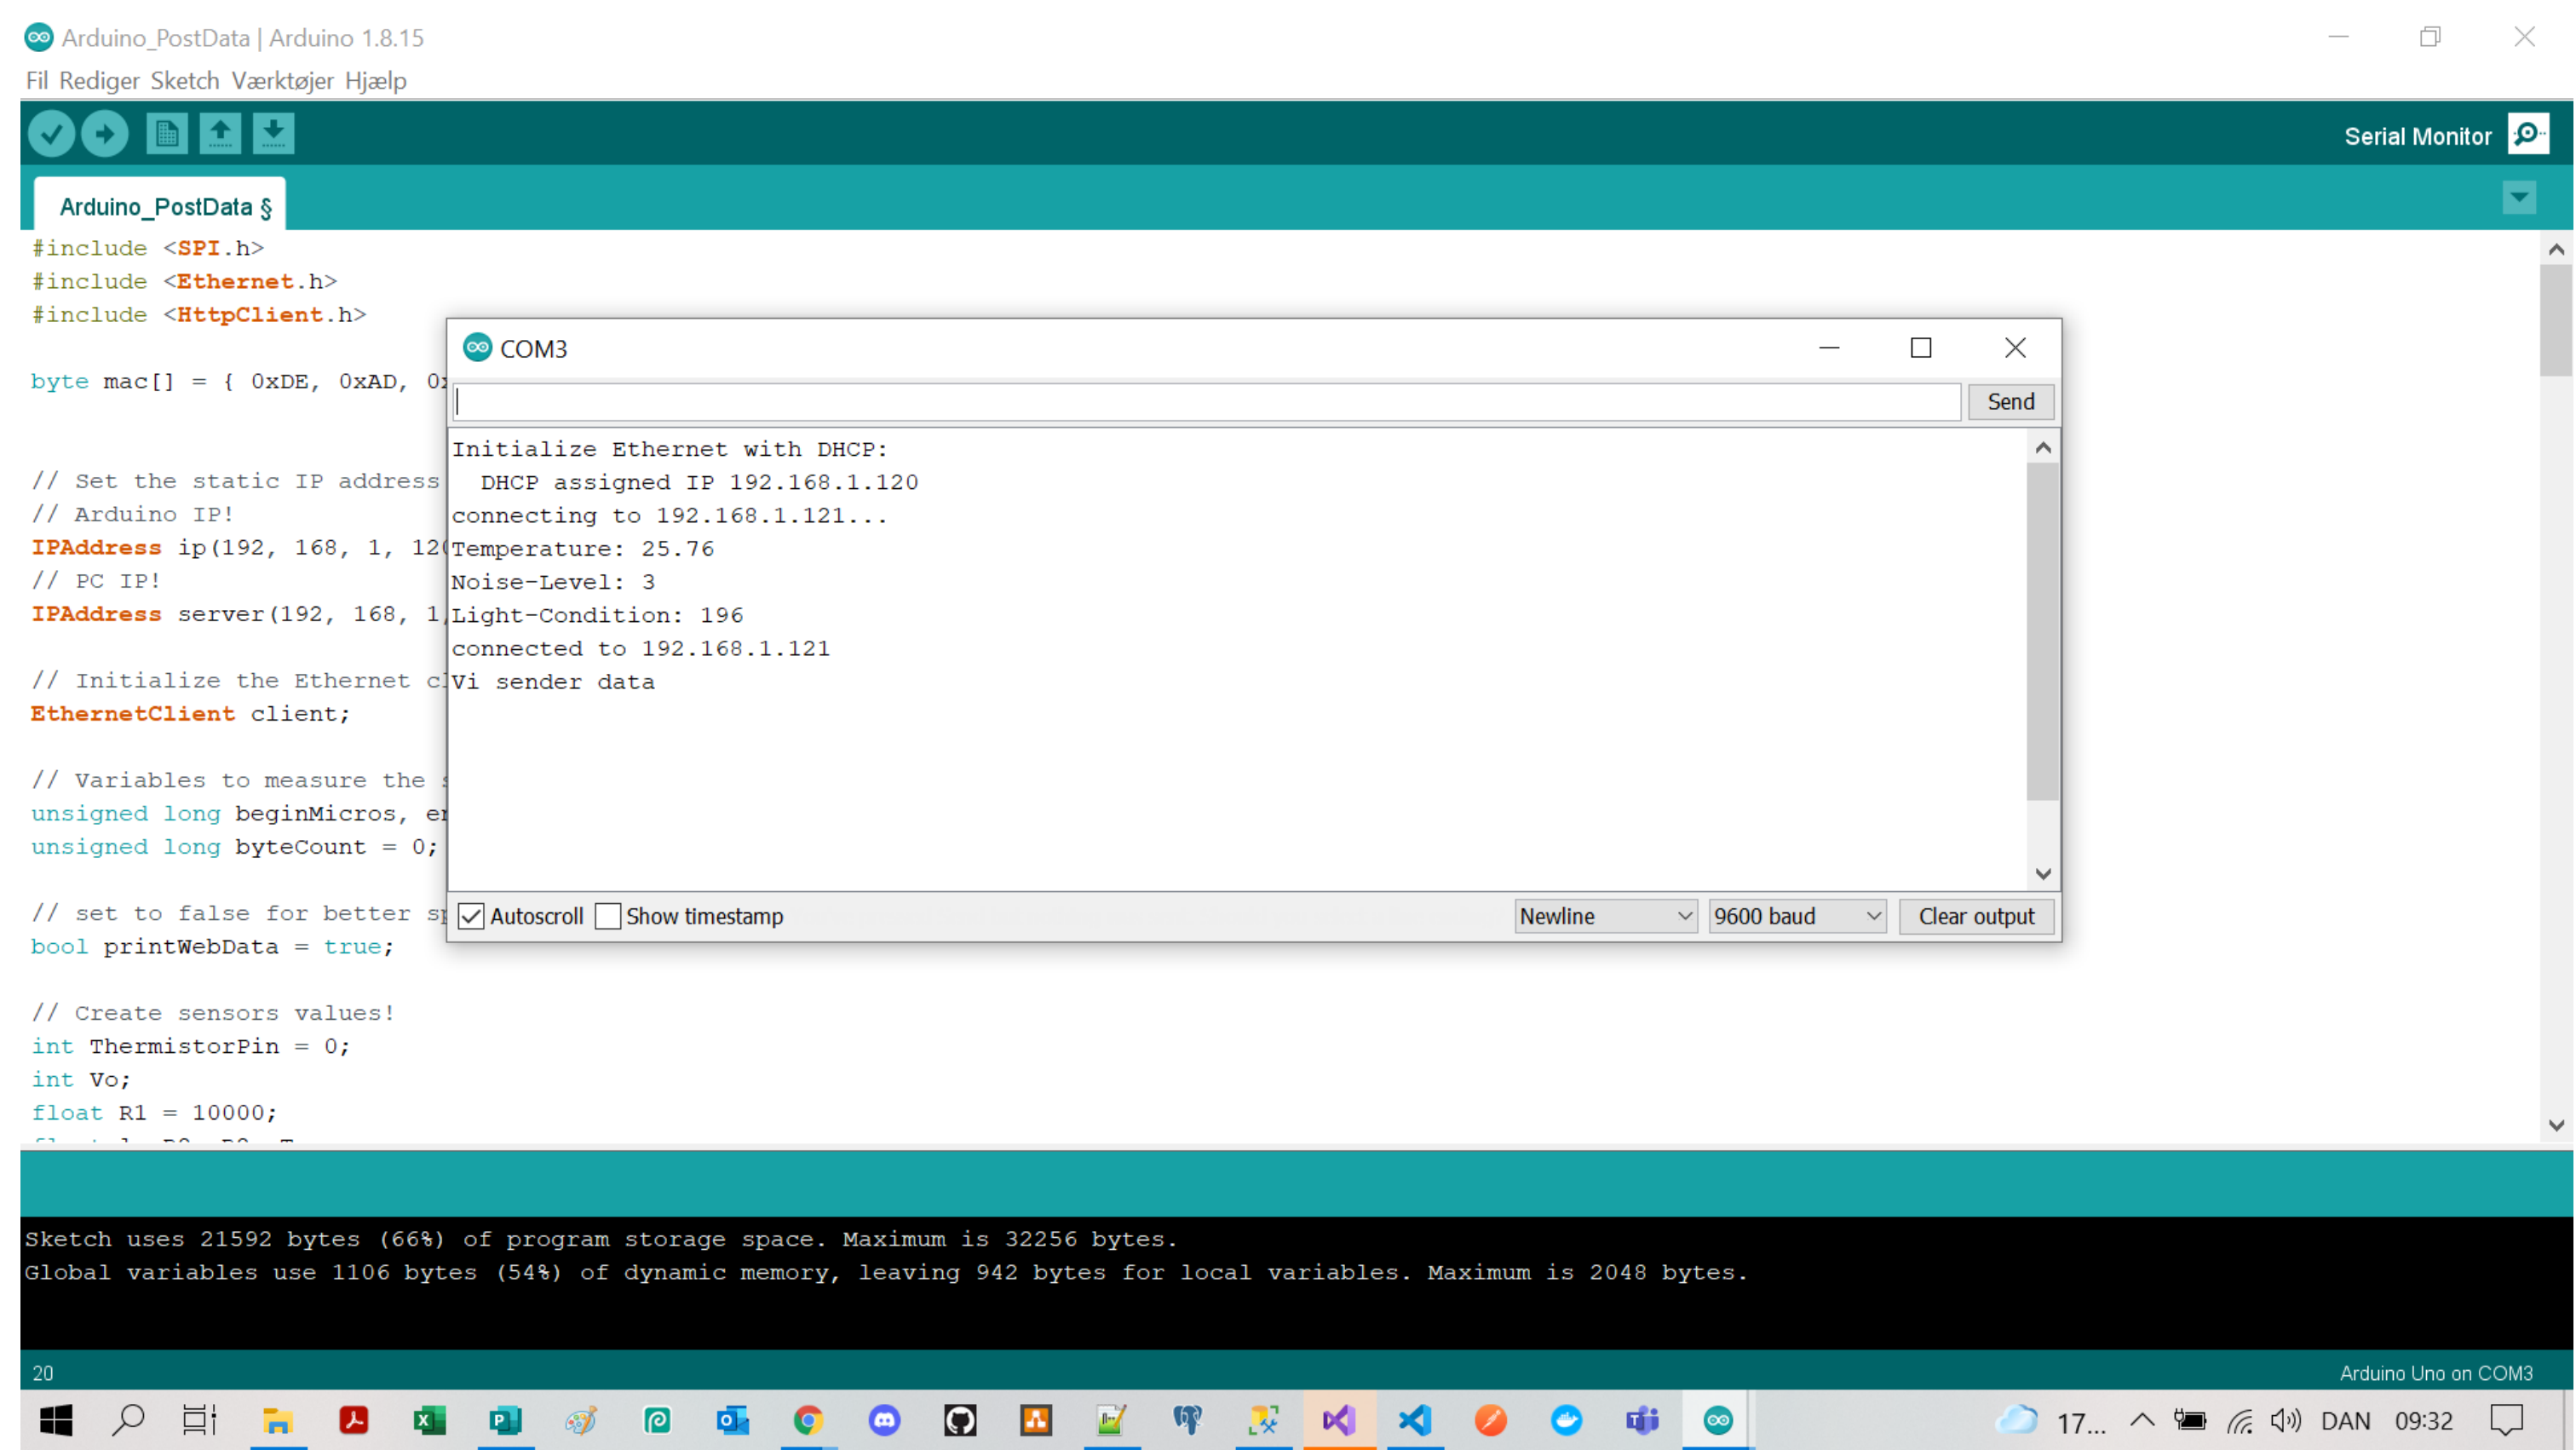 Arduino_PostData | Arduino 1.8.15
Fil Rediger Sketch Værktøjer Hjælp
Serial Monitor
Arduino_PostData §
#include <SPI.h>
#include <Ethernet.h>
#include <HttpClient.h>
byte mac[] = { 0xDE, 0xAD,
// Set the static IP address
// Arduino IP!
IPAddress ip(192, 168, 1, 120
// PC IP!
IPAddress server(192, 168, 1,
// Initialize the Ethernet
EthernetClient client;
// Variables to measure the
unsigned long beginMicros,
unsigned long byteCount = 0;
// set to false for better
bool printWebData = true;
// Create sensors values!
int ThermistorPin = 0;
int Vo;
float R1 = 10000;
COM3
Send
Initialize Ethernet with DHCP:
DHCP assigned IP 192.168.1.120
connecting to 192.168.1.121...
Temperature: 25.76
Noise-Level: 3
Light-Condition: 196
connected to 192.168.1.121
Vi sender data
Autoscroll Show timestamp Newline 9600 baud Clear output
Sketch uses 21592 bytes (66%) of program storage space. Maximum is 32256 bytes.
Global variables use 1106 bytes (54%) of dynamic memory, leaving 942 bytes for local variables. Maximum is 2048 bytes.
20 Arduino Uno on COM3
17... DAN 09:32